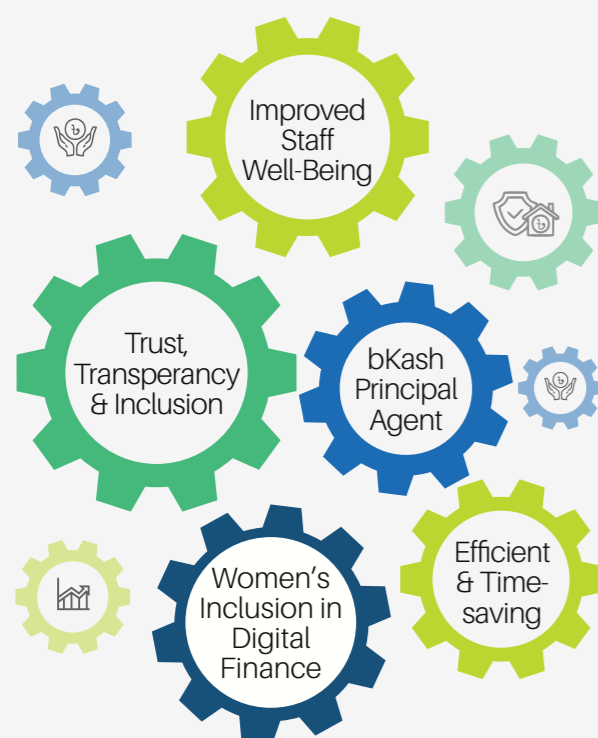 Improved
Staff
Well-Being
Trust,
Transperancy
& Inclusion
bKash
Principal
Agent
Women’s
Inclusion in
Digital
Finance
Efficient
& Time-
saving
৳
৳
৳